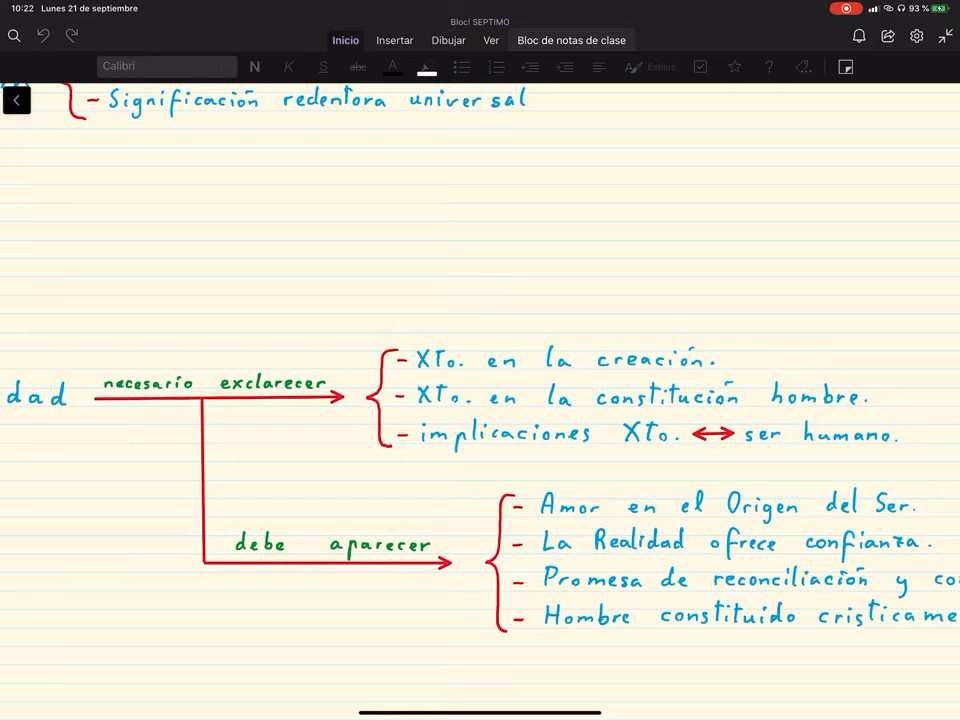 10:22 Lunes 21 de septiembre 93 %
Blocl SEPTIMO
Inicio Insertar Dibujar Ver Bloc de notas de clase
Calibri N K S abc A Estilos ?
- Significación redentora universal
dad necesario exclarecer
- XTo. en la creación.
- XTo. en la constitución hombre.
- implicaciones XTo. ↔ ser humano.
debe aparecer
- Amor en el Origen del Ser.
- La Realidad ofrece confianza.
- Promesa de reconciliación y co
- Hombre constituido cristicame